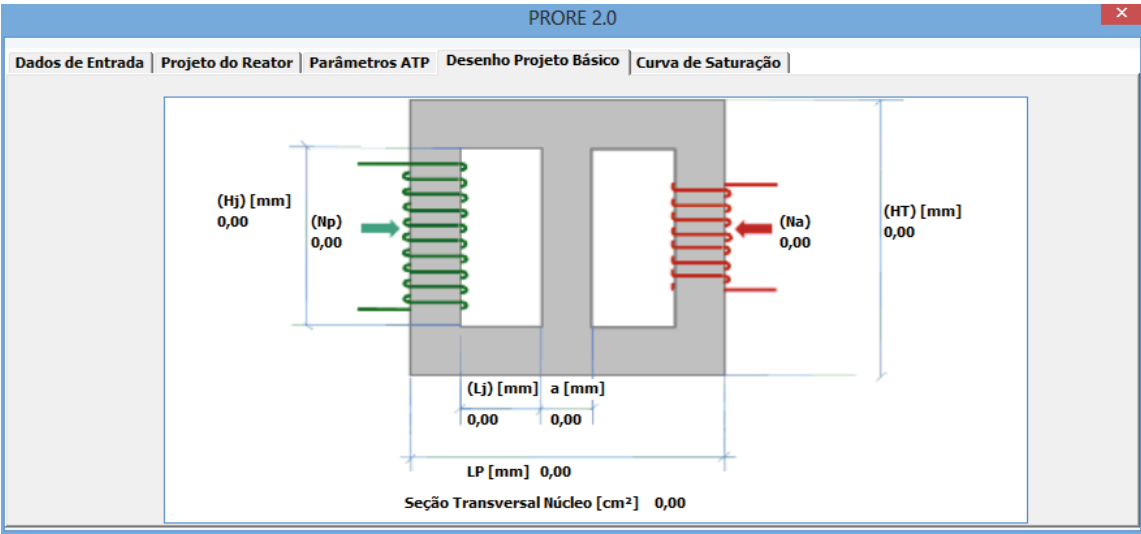 PRORE 2.0
Dados de Entrada Projeto do Reator Parâmetros ATP Desenho Projeto Básico Curva de Saturação
(Hj) [mm]
0,00
(Np)
0,00
(Na)
0,00
(HT) [mm]
0,00
(Lj) [mm] a [mm]
0,00 0,00
LP [mm] 0,00
Seção Transversal Núcleo [cm²] 0,00